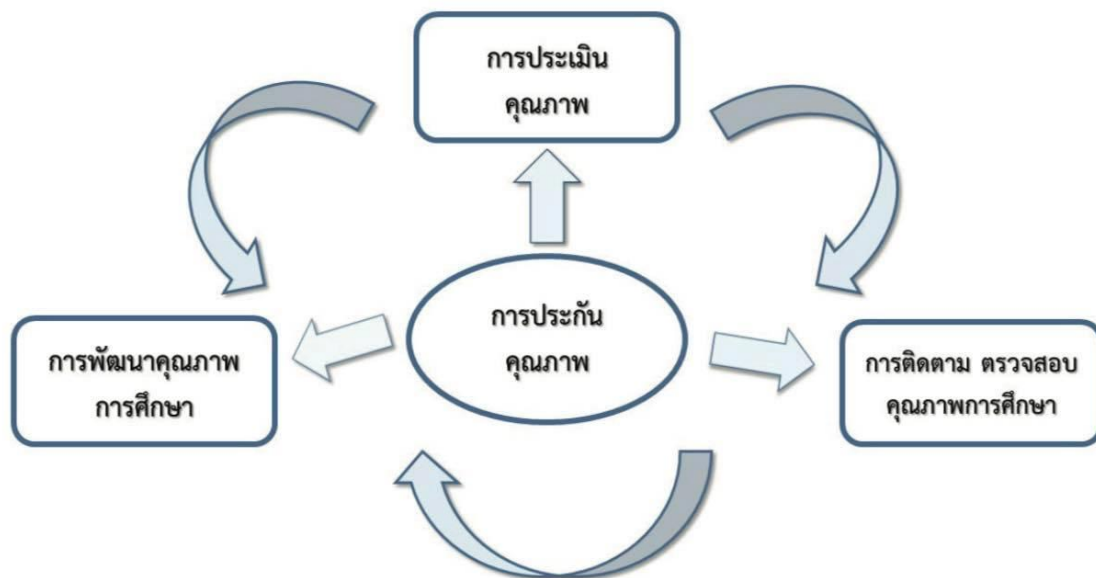 การประเมิน
คุณภาพ
การประกัน
คุณภาพ
การพัฒนาคุณภาพ
การศึกษา
การติดตาม ตรวจสอบ
คุณภาพการศึกษา